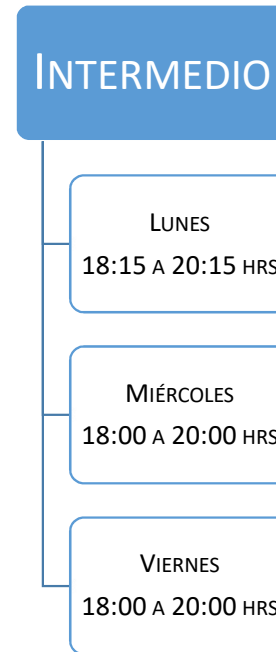 INTERMEDIO
LUNES
18:15 A 20:15 HRS
MIÉRCOLES
18:00 A 20:00 HRS
VIERNES
18:00 A 20:00 HRS